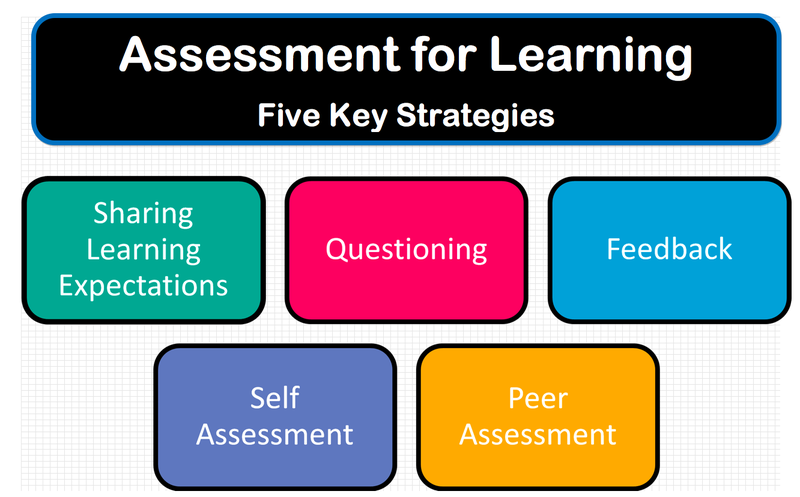 Assessment for Learning
Five Key Strategies
Sharing
Learning
Expectations
Questioning
Feedback
Self
Assessment
Peer
Assessment